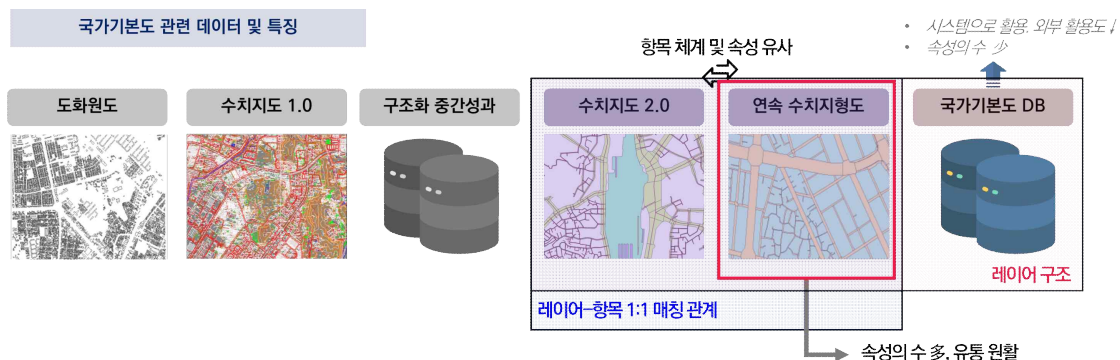 국가기본도 관련 데이터 및 특징
• 시스템으로 활용. 외부 활용도↓
• 속성의 수 少
항목 체계 및 속성 유사
도화원도
수치지도 1.0
구조화 중간성과
수치지도 2.0
연속 수치지형도
국가기본도 DB
레이어 구조
레이어-항목 1:1 매칭 관계
속성의 수 多, 유통 원활